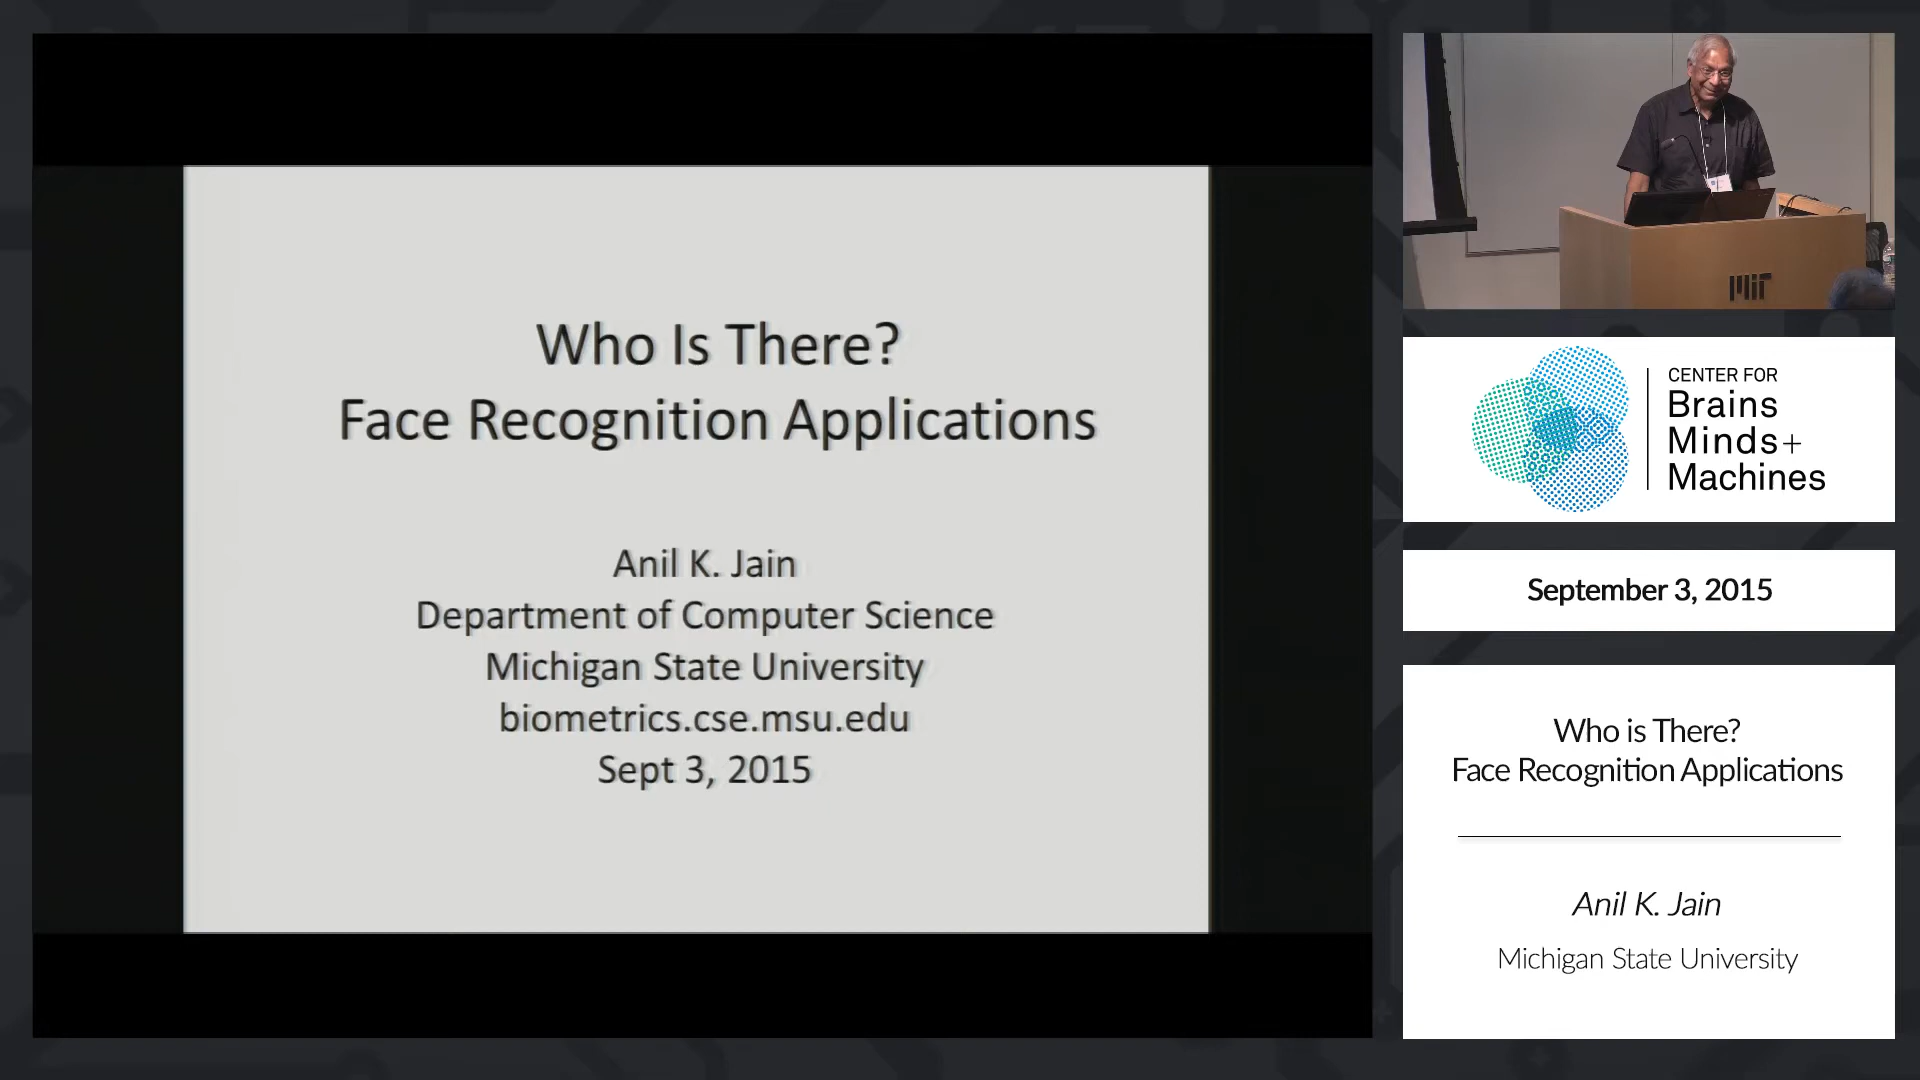 Who Is There?
Face Recognition Applications
Anil K. Jain
Department of Computer Science
Michigan State University
biometrics.cse.msu.edu
Sept 3, 2015
MIT
CENTER FOR
Brains
Minds+
Machines
September 3, 2015
Who is There?
Face Recognition Applications
Anil K. Jain
Michigan State University